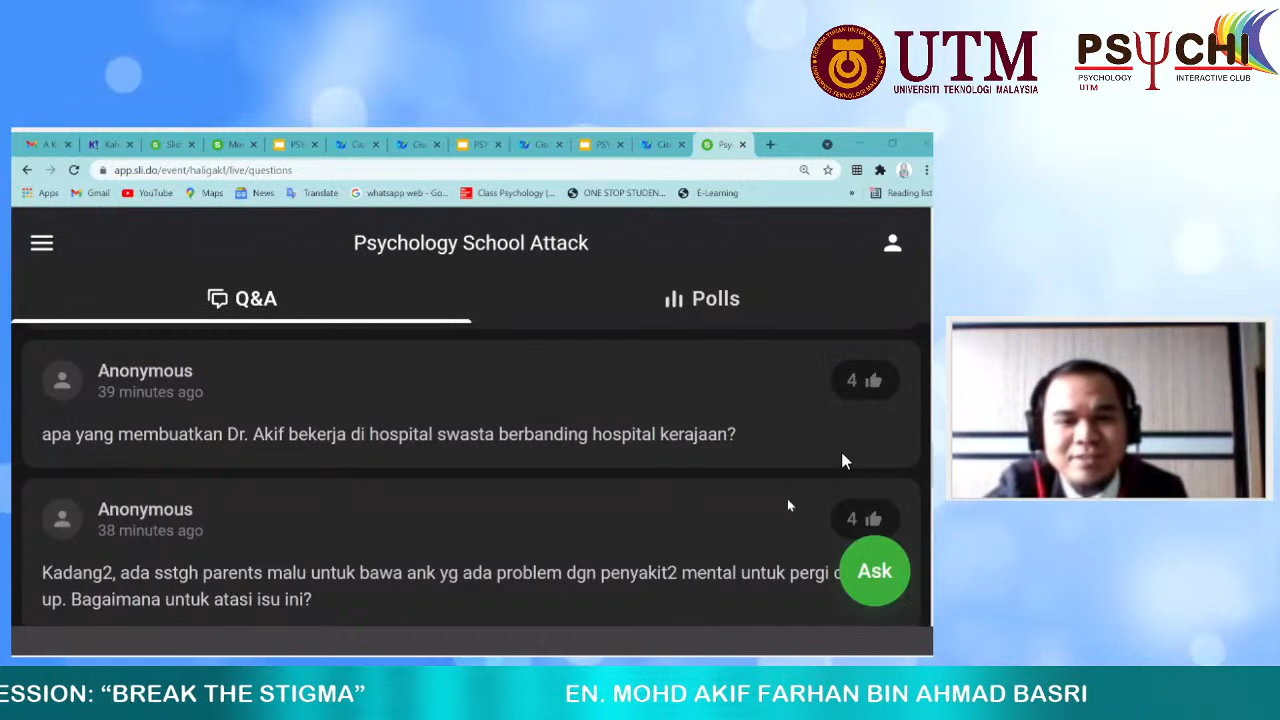 UTM
UNIVERSITI TEKNOLOGI MALAYSIA
PSYCHI
PSYCHOLOGY INTERACTIVE CLUB
UTM
app.sli.do/event/haligakf/live/questions
Apps Gmail YouTube Maps News Translate whatsapp web - Go... Class Psychology (... ONE STOP STUDEN... E-Learning » Reading list
Psychology School Attack
Q&A Polls
Anonymous
39 minutes ago
4
apa yang membuatkan Dr. Akif bekerja di hospital swasta berbanding hospital kerajaan?
Anonymous
38 minutes ago
4
Kadang2, ada sstgh parents malu untuk bawa ank yg ada problem dgn penyakit2 mental untuk pergi
up. Bagaimana untuk atasi isu ini?
Ask
ESSION: “BREAK THE STIGMA” EN. MOHD AKIF FARHAN BIN AHMAD BASRI